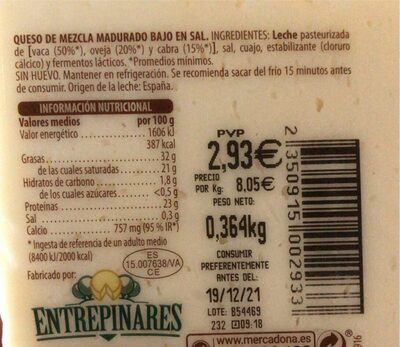 QUESO DE MEZCLA MADURADO BAJO EN SAL. INGREDIENTES: Leche pasteurizada
de [vaca (50%*), oveja (20%*) y cabra (15%*)], sal, cuajo, estabilizante (cloruro
cálcico) y fermentos lácticos. *Promedios mínimos.
SIN HUEVO. Mantener en refrigeración. Se recomienda sacar del frío 15 minutos antes
de consumir. Origen de la leche: España.
INFORMACIÓN NUTRICIONAL
Valores medios por 100 g
Valor energético 1606 kJ
387 kcal
Grasas 32 g
de las cuales saturadas 21 g
Hidratos de carbono 1,8 g
de los cuales azúcares <0,5 g
Proteínas 23 g
Sal 0,3 g
Calcio 757 mg (95 % IR*)
* Ingesta de referencia de un adulto medio
(8400 kJ/2000 kcal)
Fabricado por:
ES
15.007638/VA
CE
ENTREPINARES
PVP
2,93€
PRECIO
POR Kg: 8.05€
PESO NETO:
0,364kg
CONSUMIR
PREFERENTEMENTE
ANTES DEL:
19/12/21
LOTE: B54469
232 09:18
www.mercadona.es
2 350915 002933